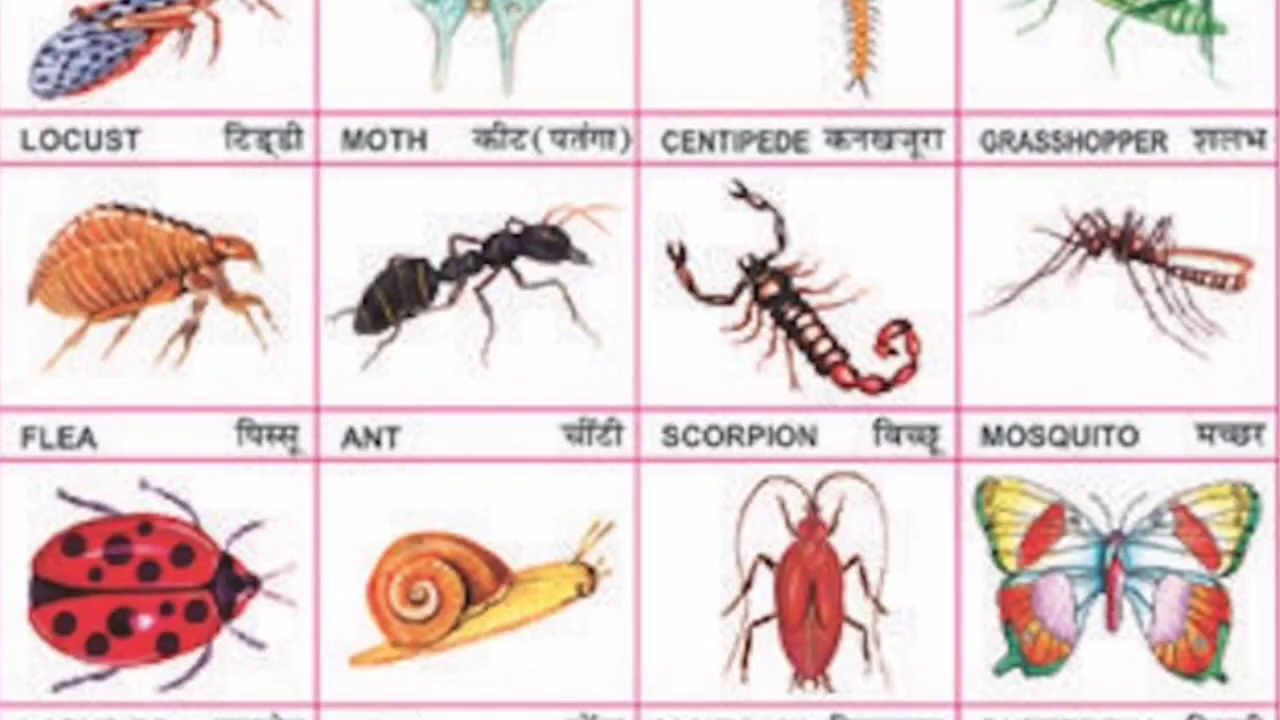 LOCUST टिड्डी MOTH कीट(पतंगा) CENTIPEDE कनखजूरा GRASSHOPPER शलभ
FLEA पिस्सू ANT चींटी SCORPION बिच्छू MOSQUITO मच्छर